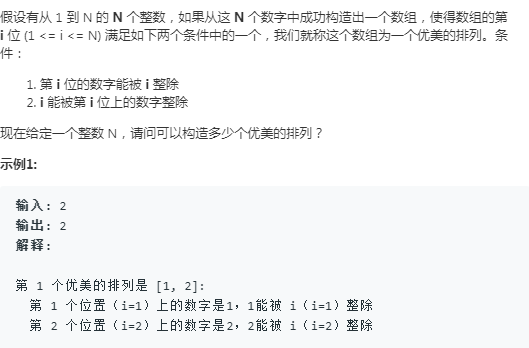 假设有从 1 到 N 的 N 个整数，如果从这 N 个数字中成功构造出一个数组，使得数组的第
i 位 (1 <= i <= N) 满足如下两个条件中的一个，我们就称这个数组为一个优美的排列。条
件：
1. 第 i 位的数字能被 i 整除
2. i 能被第 i 位上的数字整除
现在给定一个整数 N，请问可以构造多少个优美的排列？
示例1:
输入: 2
输出: 2
解释:
第 1 个优美的排列是 [1, 2]:
第 1 个位置（i=1）上的数字是1，1能被 i（i=1）整除
第 2 个位置（i=2）上的数字是2，2能被 i（i=2）整除